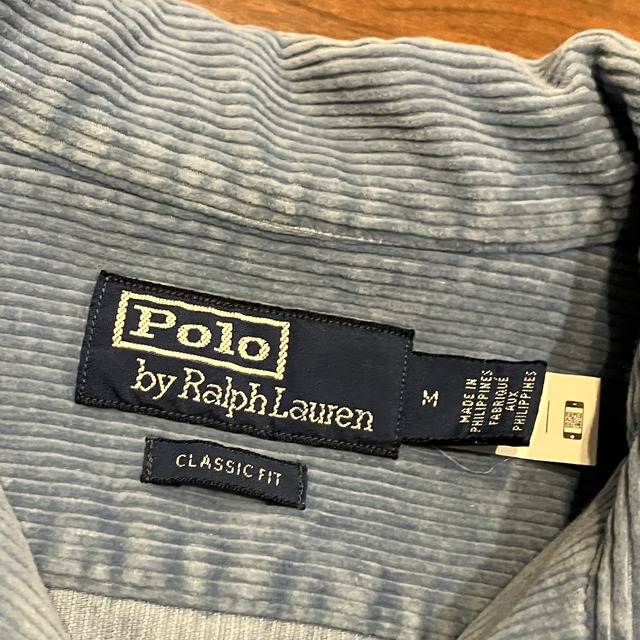 Polo
by Ralph Lauren
CLASSIC FIT
M
MADE IN
PHILIPPINES
FABRIQUÉ
AUX
PHILIPPINES